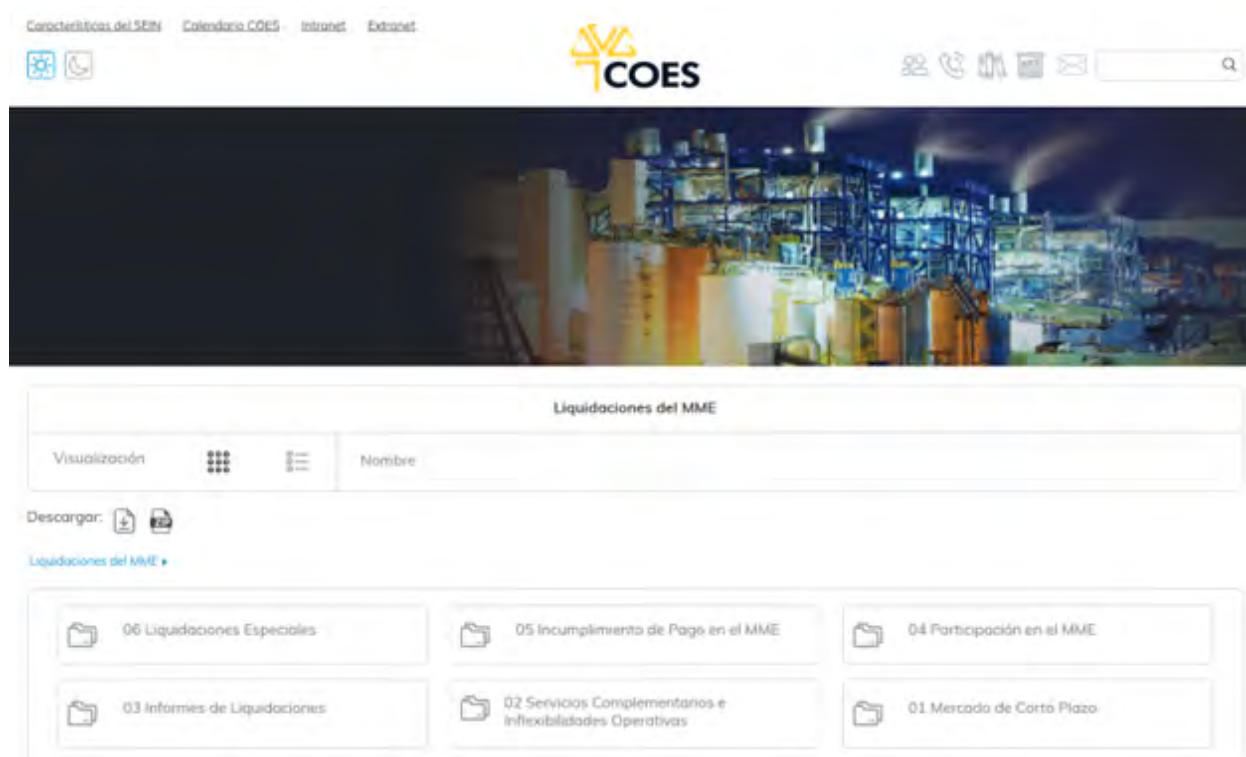 Características del SEIN Calendario COES Intranet Extranet
COES
Liquidaciones del MME
Visualización Nombre
Descargar: ZIP
Liquidaciones del MME
06 Liquidaciones Especiales
05 Incumplimiento de Pago en el MME
04 Participación en el MME
03 Informes de Liquidaciones
02 Servicios Complementarios e
Inflexibilidades Operativas
01 Mercado de Corto Plazo